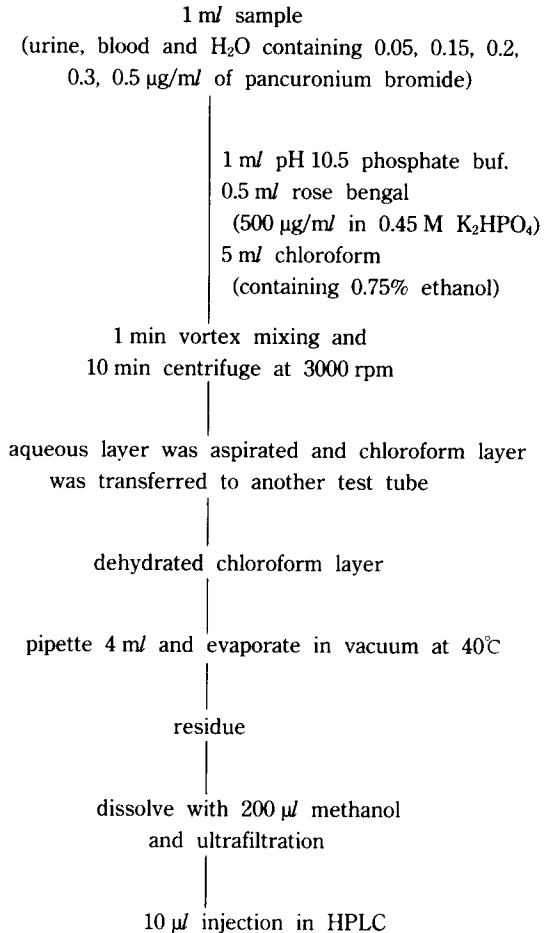 1 ml sample
(urine, blood and H₂O containing 0.05, 0.15, 0.2,
0.3, 0.5 μg/ml of pancuronium bromide)
1 ml pH 10.5 phosphate buf.
0.5 ml rose bengal
(500 μg/ml in 0.45 M K₂HPO₄)
5 ml chloroform
(containing 0.75% ethanol)
1 min vortex mixing and
10 min centrifuge at 3000 rpm
aqueous layer was aspirated and chloroform layer
was transferred to another test tube
dehydrated chloroform layer
pipette 4 ml and evaporate in vacuum at 40℃
residue
dissolve with 200 μl methanol
and ultrafiltration
10 μl injection in HPLC